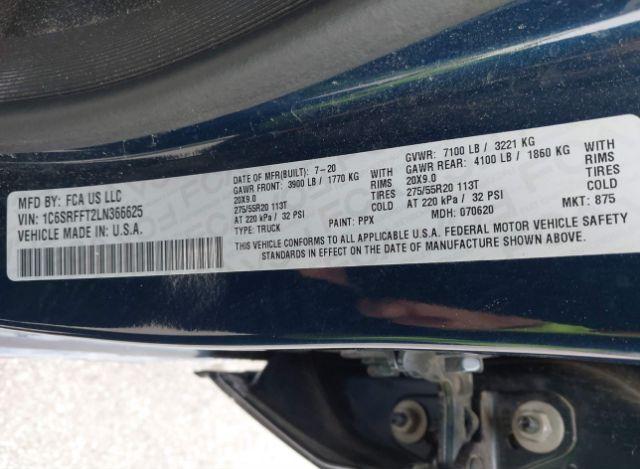 MFD BY: FCA US LLC
VIN: 1C6SRFFT2LN366625
VEHICLE MADE IN: U.S.A.
DATE OF MFR(BUILT): 7-20
GAWR FRONT: 3900 LB / 1770 KG WITH
20X9.0 RIMS
275/55R20 113T TIRES
AT 220 kPa / 32 PSI COLD
TYPE: TRUCK PAINT: PPX
GVWR: 7100 LB / 3221 KG
GAWR REAR: 4100 LB / 1860 KG WITH
20X9.0 RIMS
275/55R20 113T TIRES
AT 220 kPa / 32 PSI COLD
MDH: 070620 MKT: 875
THIS VEHICLE CONFORMS TO ALL APPLICABLE U.S.A. FEDERAL MOTOR VEHICLE SAFETY
STANDARDS IN EFFECT ON THE DATE OF MANUFACTURE SHOWN ABOVE.